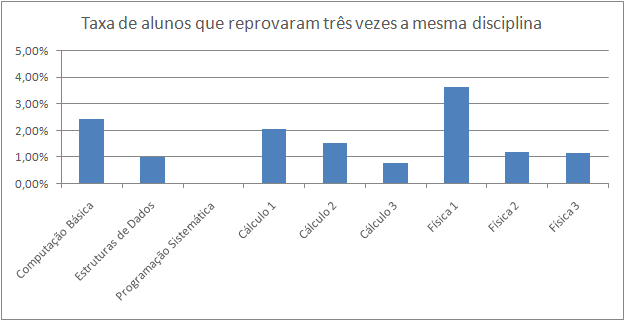 Taxa de alunos que reprovaram três vezes a mesma disciplina
5,00%
4,00%
3,00%
2,00%
1,00%
0,00%
Computação Básica
Estruturas de Dados
Programação Sistemática
Cálculo 1
Cálculo 2
Cálculo 3
Física 1
Física 2
Física 3